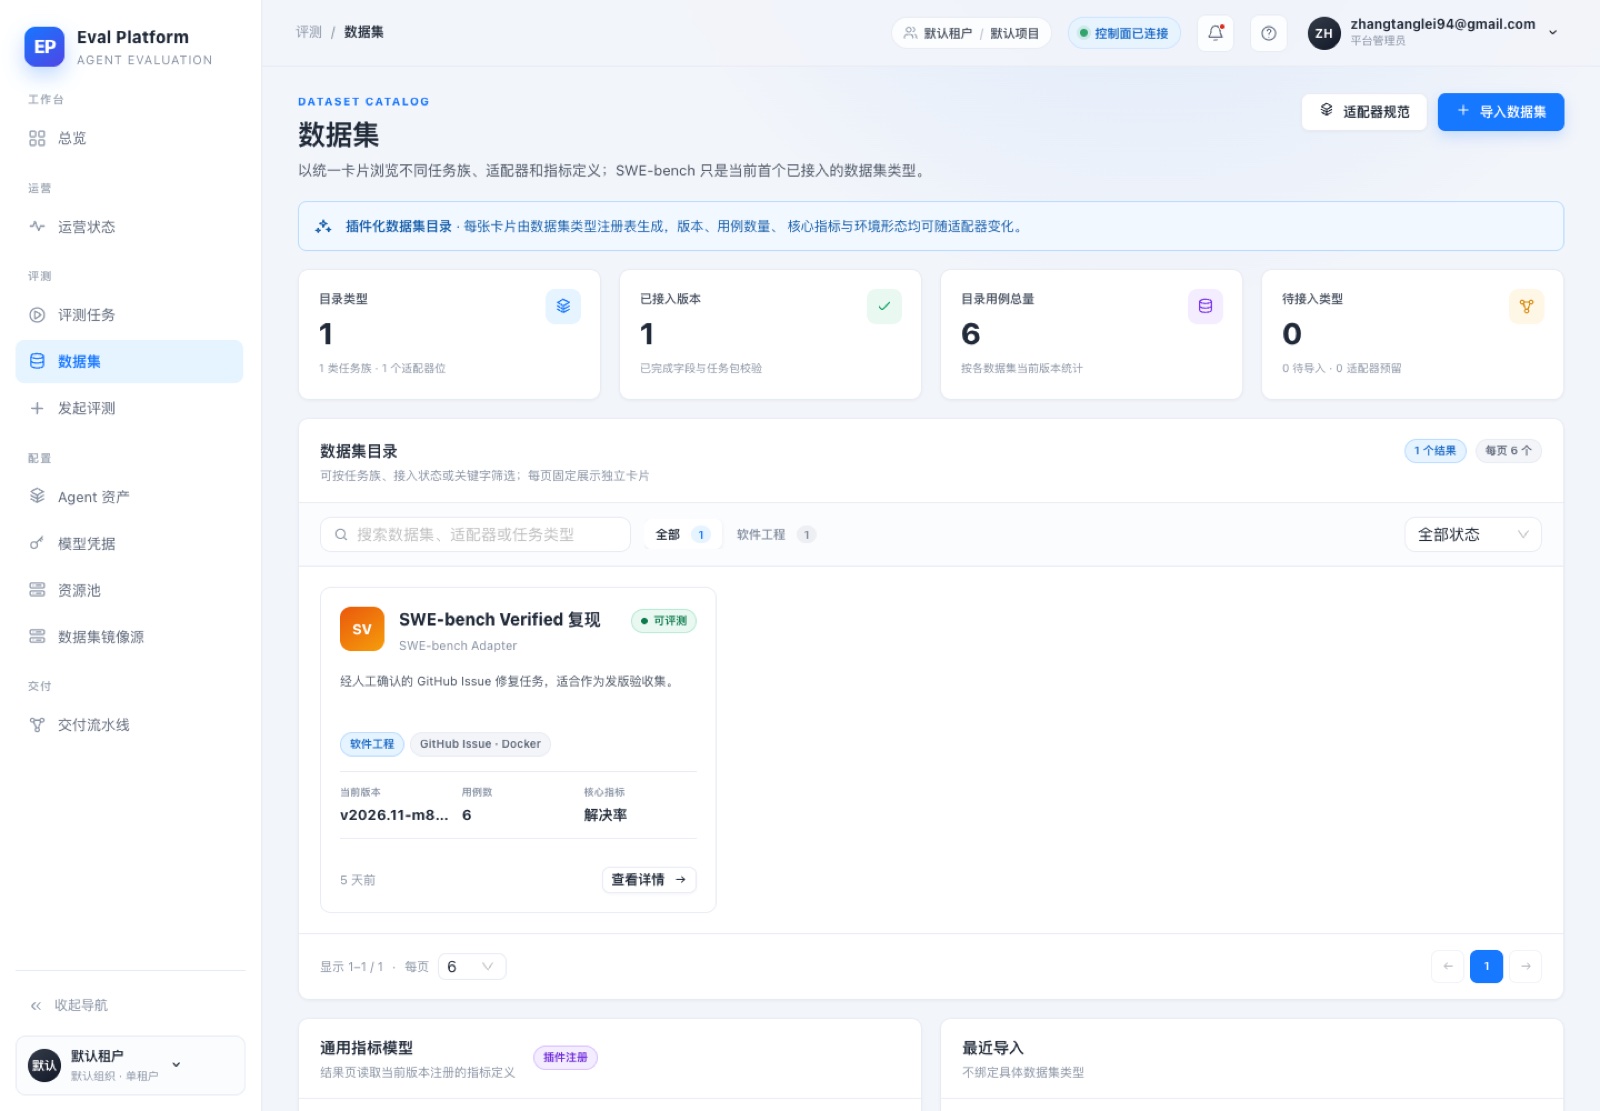 EP
Eval Platform
AGENT EVALUATION
工作台
总览
运营
运营状态
评测
评测任务
数据集
发起评测
配置
Agent 资产
模型凭据
资源池
数据集镜像源
交付
交付流水线
收起导航
默认
默认租户
默认组织 · 单租户
评测 / 数据集
默认租户 / 默认项目
控制面已连接
ZH
zhangtanglei94@gmail.com
平台管理员
DATASET CATALOG
数据集
以统一卡片浏览不同任务族、适配器和指标定义；SWE-bench 只是当前首个已接入的数据集类型。
适配器规范
导入数据集
插件化数据集目录 · 每张卡片由数据集类型注册表生成，版本、用例数量、 核心指标与环境形态均可随适配器变化。
目录类型
1
1 类任务族 · 1 个适配器位
已接入版本
1
已完成字段与任务包校验
目录用例总量
6
按各数据集当前版本统计
待接入类型
0
0 待导入 · 0 适配器预留
数据集目录
可按任务族、接入状态或关键字筛选；每页固定展示独立卡片
1 个结果
每页 6 个
搜索数据集、适配器或任务类型
全部 1
软件工程 1
全部状态
SV
SWE-bench Verified 复现
SWE-bench Adapter
可评测
经人工确认的 GitHub Issue 修复任务，适合作为发版验收集。
软件工程
GitHub Issue · Docker
当前版本
v2026.11-m8...
用例数
6
核心指标
解决率
5 天前
查看详情 →
显示 1–1 / 1 · 每页 6
← 1 →
通用指标模型
结果页读取当前版本注册的指标定义
插件注册
最近导入
不绑定具体数据集类型